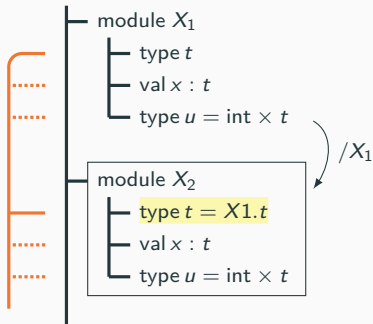 module X₁
type t
val x : t
type u = int × t
/X₁
module X₂
type t = X1.t
val x : t
type u = int × t